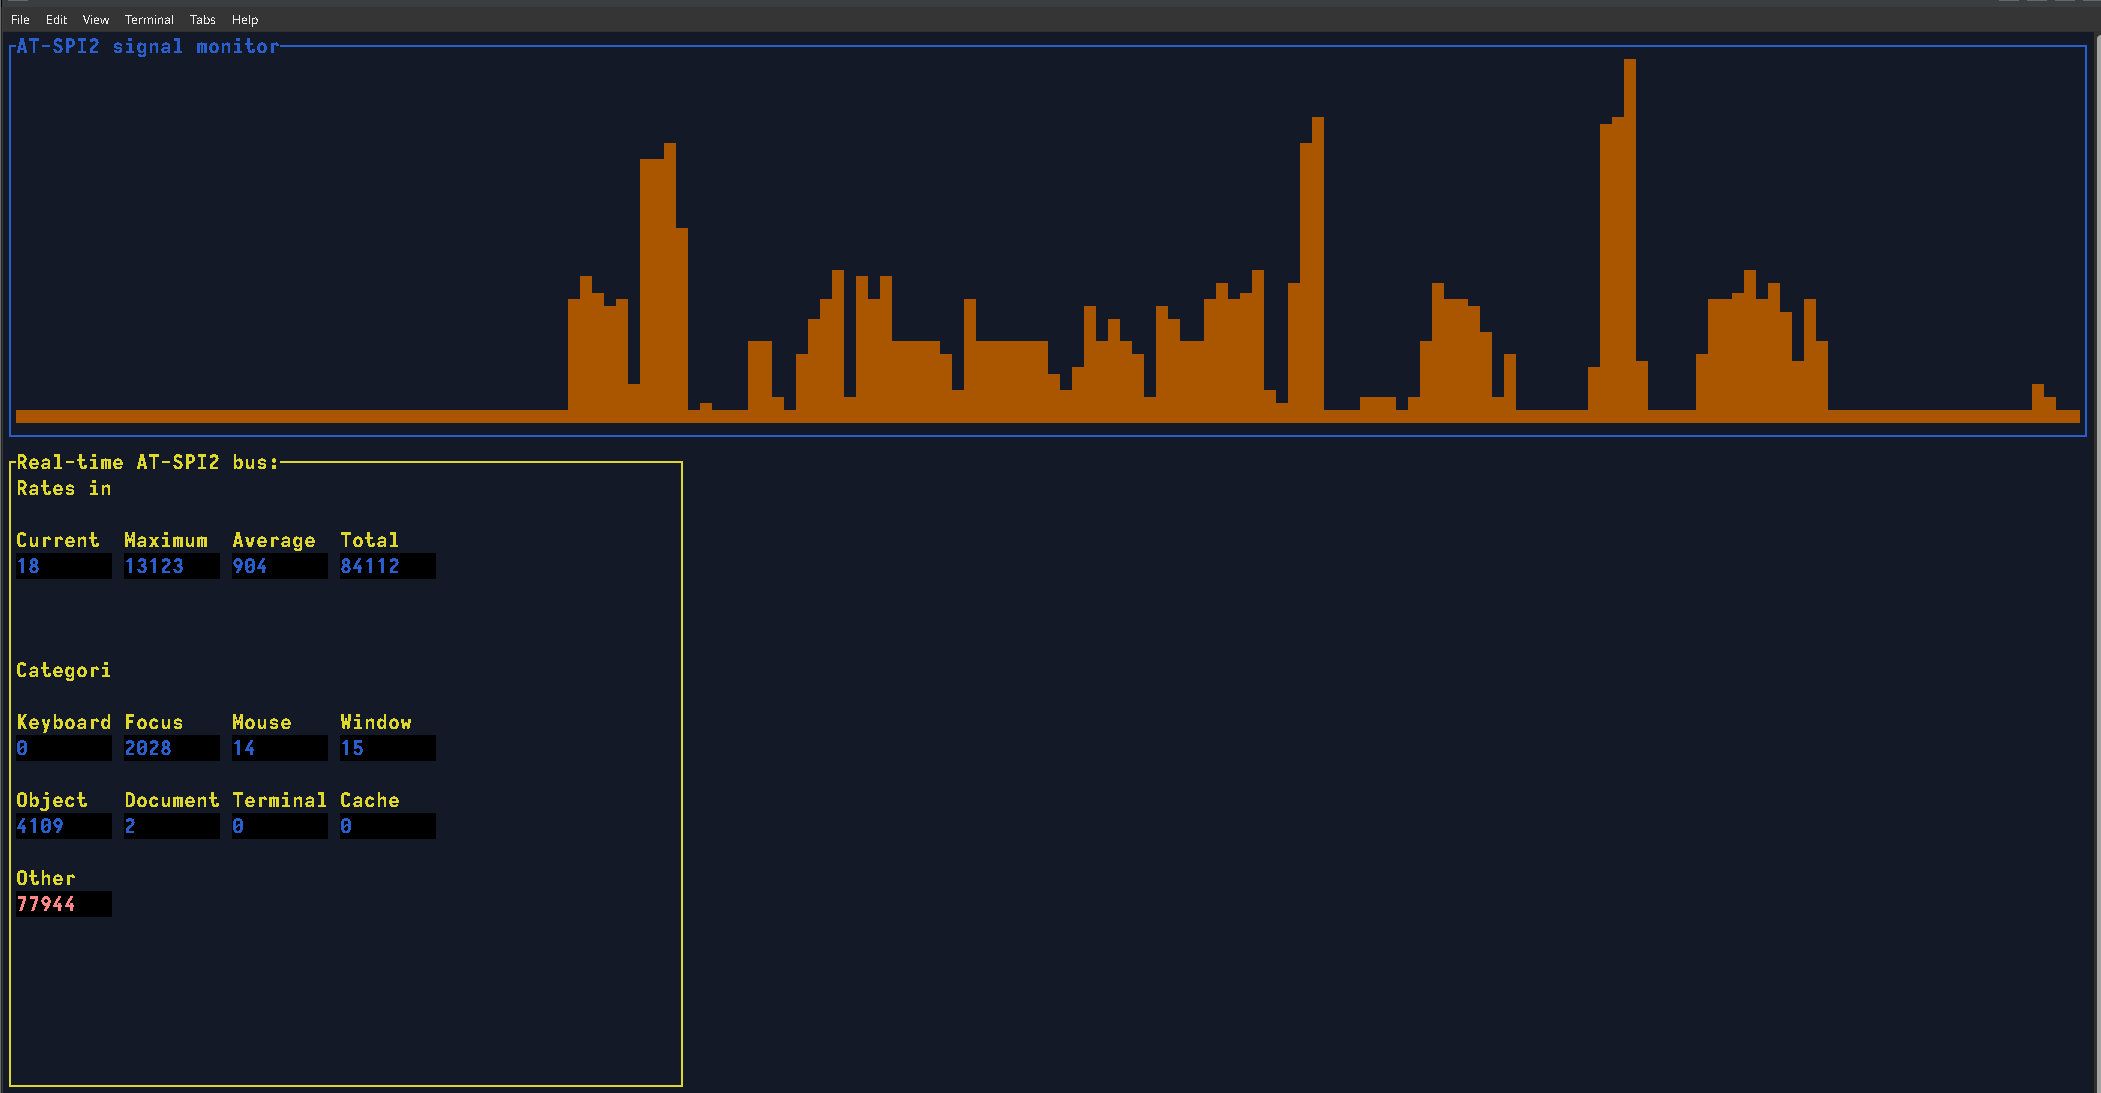 File Edit View Terminal Tabs Help
AT-SPI2 signal monitor
Real-time AT-SPI2 bus:
Rates in
Current Maximum Average Total
18 13123 904 84112
Categori
Keyboard Focus Mouse Window
0 2028 14 15
Object Document Terminal Cache
4109 2 0 0
Other
77944